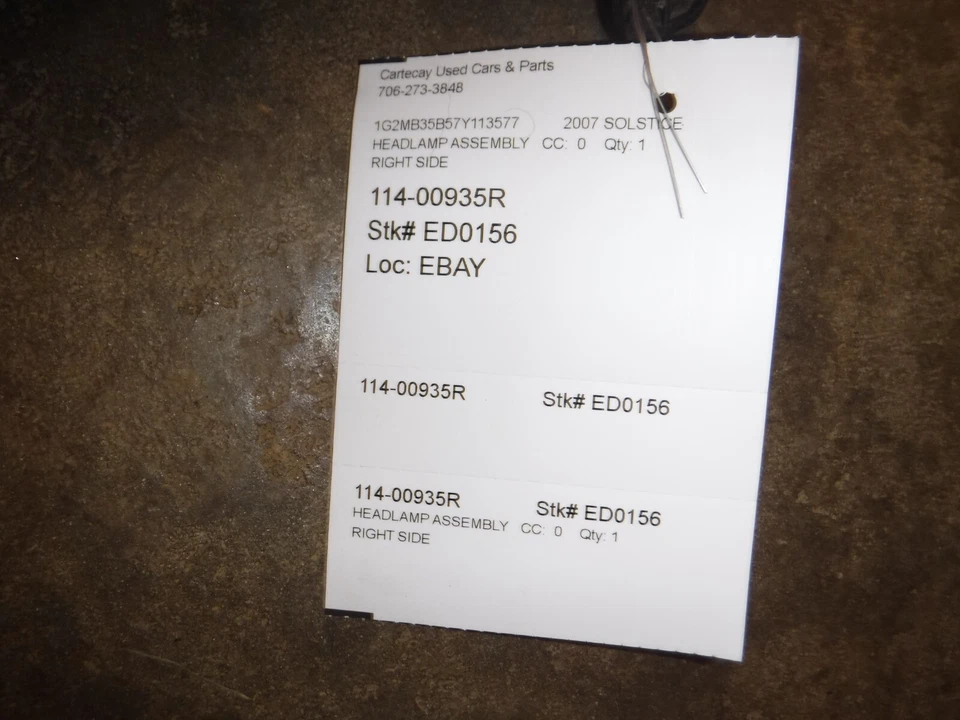 Cartecay Used Cars & Parts
706-273-3848
1G2MB35B57Y113577 2007 SOLSTICE
HEADLAMP ASSEMBLY CC: 0 Qty: 1
RIGHT SIDE
114-00935R
Stk# ED0156
Loc: EBAY
114-00935R Stk# ED0156
114-00935R Stk# ED0156
HEADLAMP ASSEMBLY CC: 0 Qty: 1
RIGHT SIDE